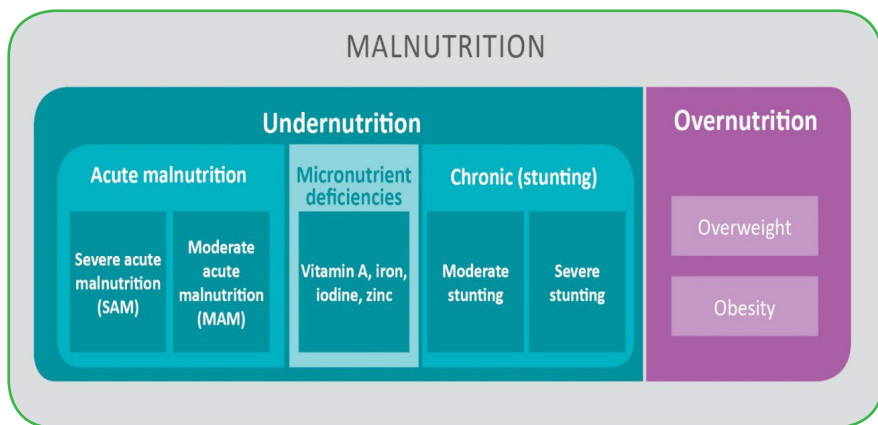 MALNUTRITION
Undernutrition
Acute malnutrition
Severe acute
malnutrition
(SAM)
Moderate
acute
malnutrition
(MAM)
Micronutrient
deficiencies
Vitamin A, iron,
iodine, zinc
Chronic (stunting)
Moderate
stunting
Severe
stunting
Overnutrition
Overweight
Obesity